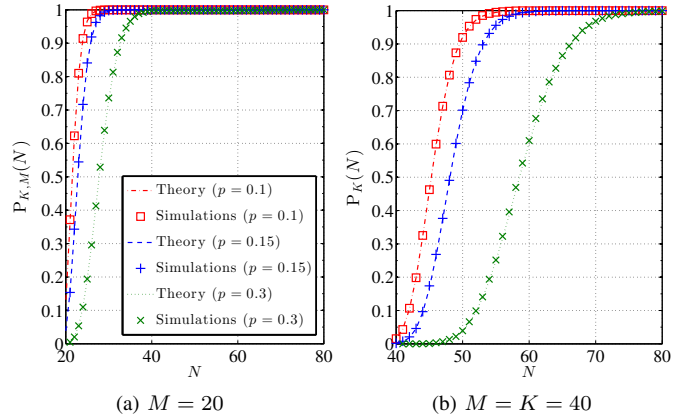 1
0.9
0.8
0.7
0.6
0.5
0.4
0.3
0.2
0.1
0
P_{K,M}(N)
20 30 40 50 60 70 80
N
Theory (p = 0.1)
Simulations (p = 0.1)
Theory (p = 0.15)
Simulations (p = 0.15)
Theory (p = 0.3)
Simulations (p = 0.3)
(a) M = 20
1
0.9
0.8
0.7
0.6
0.5
0.4
0.3
0.2
0.1
0
P_K(N)
40 50 60 70 80
N
(b) M = K = 40